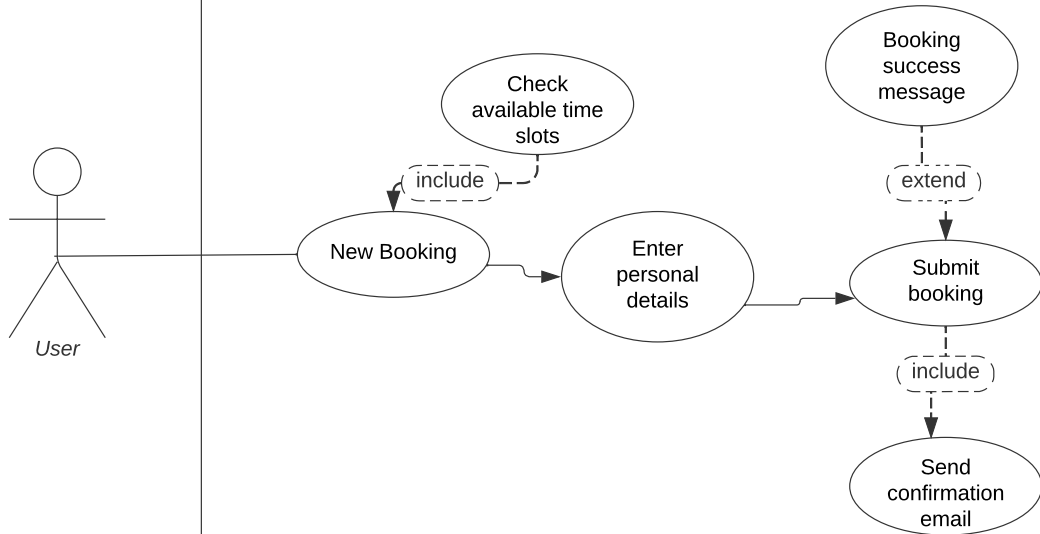 Booking
success
message
Check
available time
slots
include
extend
New Booking
Enter
personal
details
Submit
booking
User
include
Send
confirmation
email